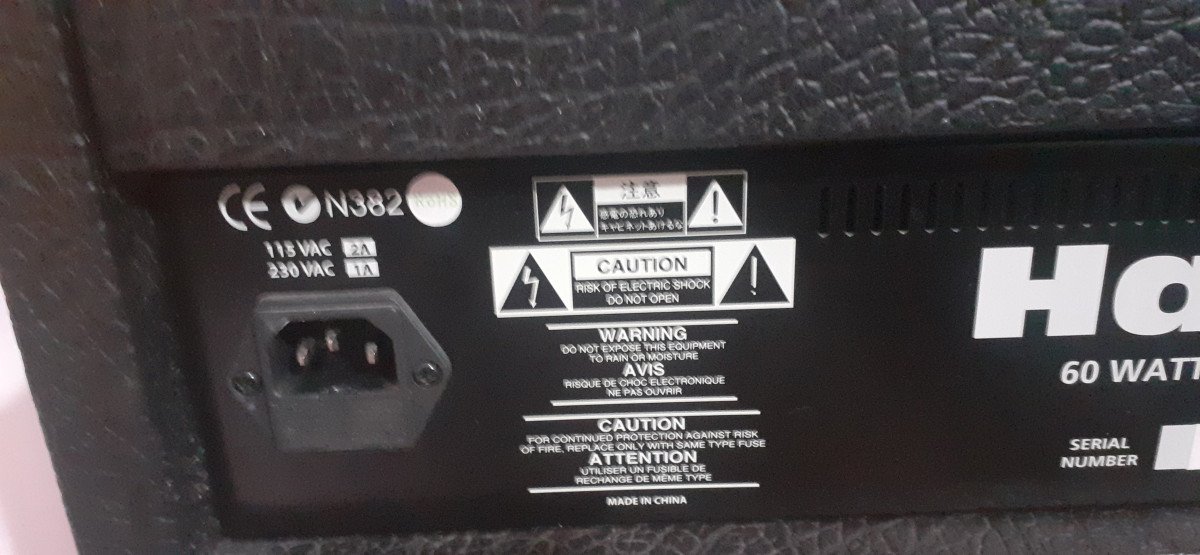 CE N382 RoHS
115 VAC 2A
230 VAC 1A
注意
感電の恐れあり
キャビネットあけるな
CAUTION
RISK OF ELECTRIC SHOCK
DO NOT OPEN
WARNING
DO NOT EXPOSE THIS EQUIPMENT
TO RAIN OR MOISTURE
AVIS
RISQUE DE CHOC ELECTRONIQUE
NE PAS OUVRIR
CAUTION
FOR CONTINUED PROTECTION AGAINST RISK
OF FIRE, REPLACE ONLY WITH SAME TYPE FUSE
ATTENTION
UTILISER UN FUSIBLE DE
RECHANGE DE MÊME TYPE
MADE IN CHINA
Ha
60 WATT
SERIAL
NUMBER